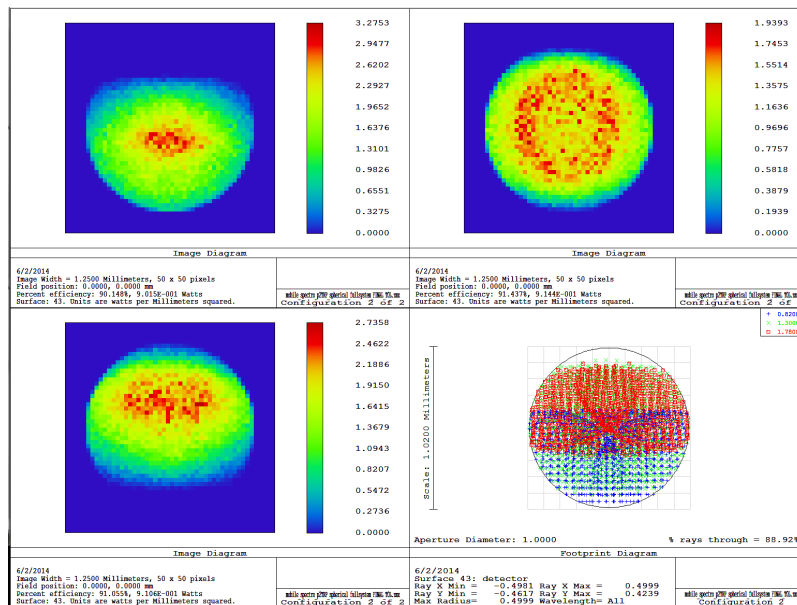 3.2753
2.9477
2.6202
2.2927
1.9652
1.6376
1.3101
0.9826
0.6551
0.3275
0.0000
Image Diagram
6/2/2014
Image Width = 1.2500 Millimeters, 50 x 50 pixels
Field position: 0.0000, 0.0000 mm
Percent efficiency: 90.148%, 9.015E-001 Watts
Surface: 43. Units are watts per Millimeters squared.
Configuration 2 of 2
1.9393
1.7453
1.5514
1.3575
1.1636
0.9696
0.7757
0.5818
0.3879
0.1939
0.0000
Image Diagram
6/2/2014
Image Width = 1.2500 Millimeters, 50 x 50 pixels
Field position: 0.0000, 0.0000 mm
Percent efficiency: 91.437%, 9.144E-001 Watts
Surface: 43. Units are watts per Millimeters squared.
Configuration 2 of 2
2.7358
2.4622
2.1886
1.9150
1.6415
1.3679
1.0943
0.8207
0.5472
0.2736
0.0000
Image Diagram
6/2/2014
Image Width = 1.2500 Millimeters, 50 x 50 pixels
Field position: 0.0000, 0.0000 mm
Percent efficiency: 91.055%, 9.106E-001 Watts
Surface: 43. Units are watts per Millimeters squared.
Configuration 2 of 2
Scale: 1.0200 Millimeters
Aperture Diameter: 1.0000
% rays through = 88.92%
Footprint Diagram
6/2/2014
Surface 43: detector
Ray X Min = -0.4981 Ray X Max = 0.4999
Ray Y Min = -0.4617 Ray Y Max = 0.4239
Max Radius= 0.4999 Wavelength= All
Configuration 2